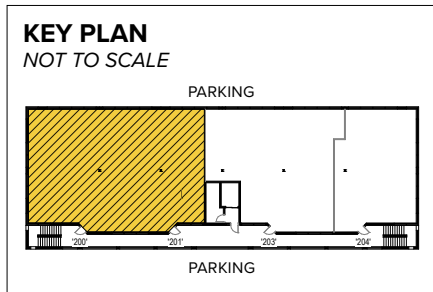 KEY PLAN
NOT TO SCALE
PARKING
'200' '201' '203' '204'
PARKING